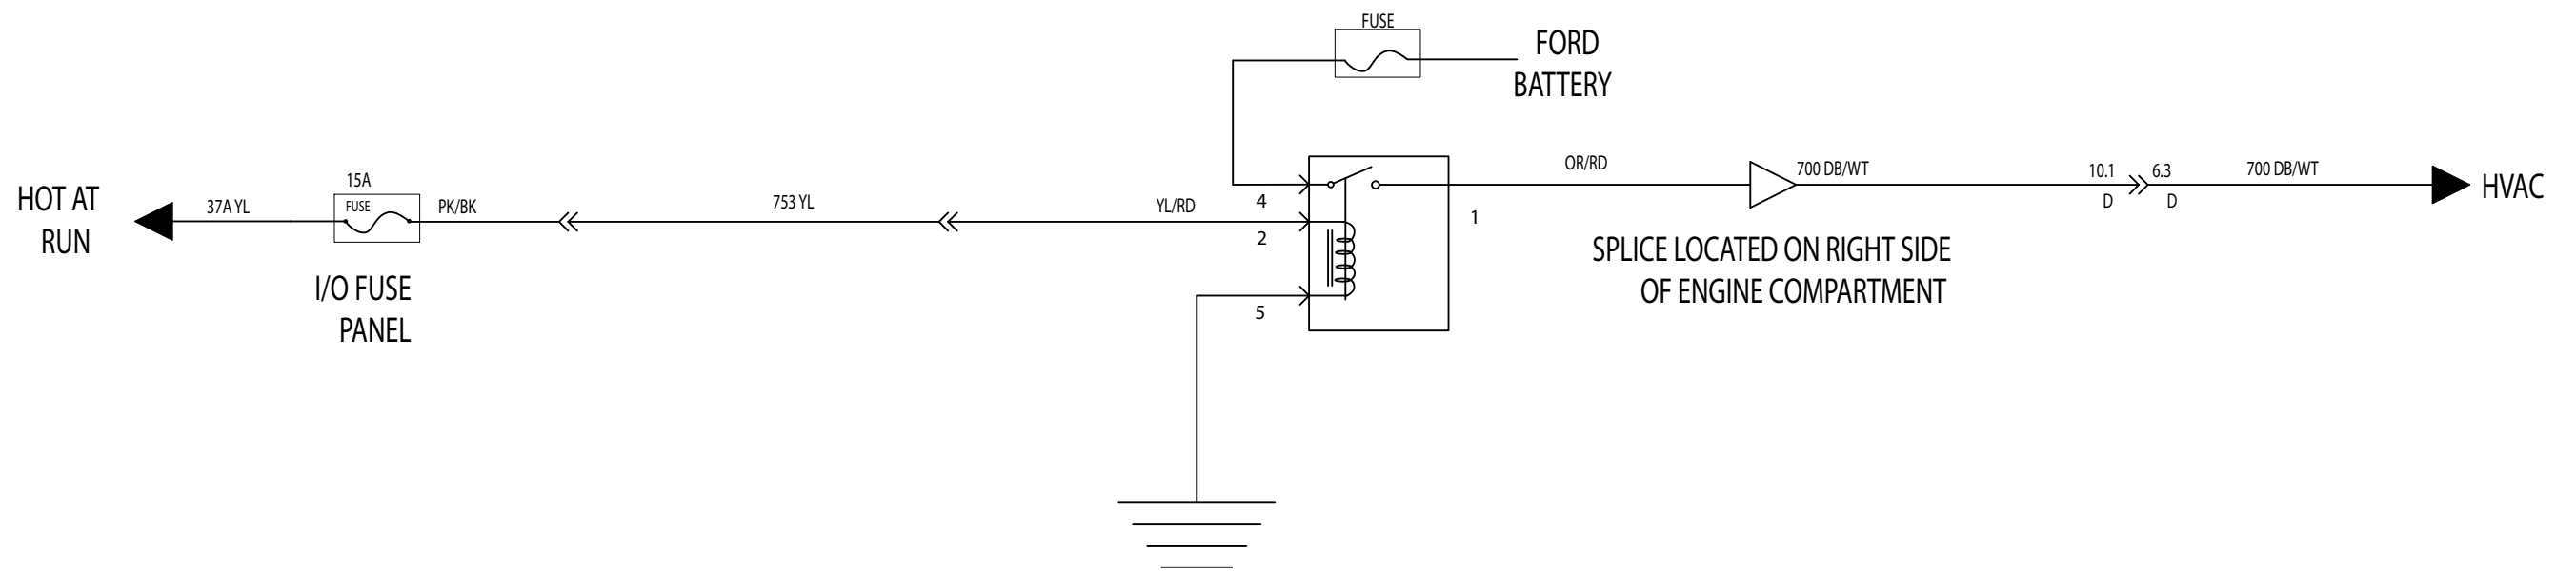 FUSE
FORD
BATTERY
HOT AT
RUN
37A YL
15A
FUSE
PK/BK
I/O FUSE
PANEL
753 YL
YL/RD
4
2
5
1
OR/RD
700 DB/WT
SPLICE LOCATED ON RIGHT SIDE
OF ENGINE COMPARTMENT
10.1
D
6.3
D
700 DB/WT
HVAC